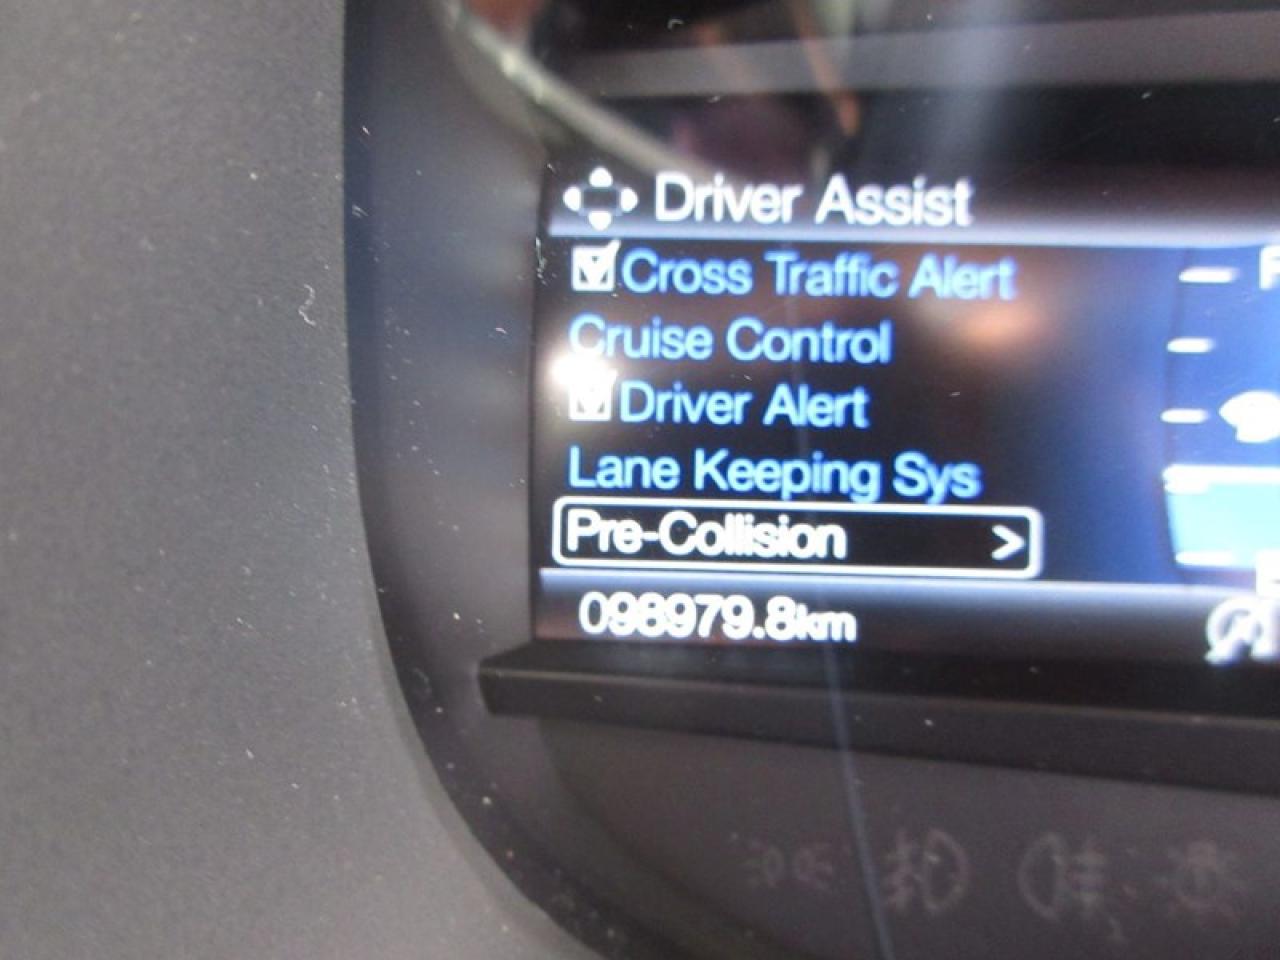 Driver Assist
Cross Traffic Alert
Cruise Control
Driver Alert
Lane Keeping Sys
Pre-Collision >
098979.8km